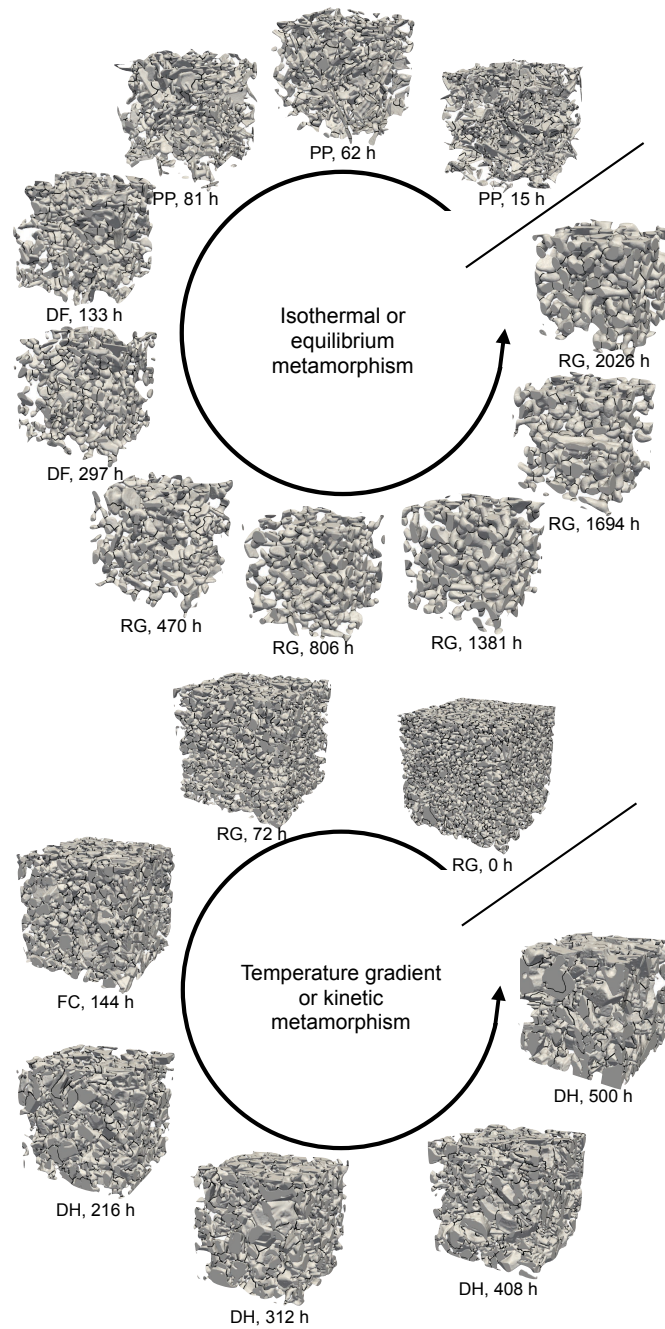 PP, 62 h
PP, 81 h
PP, 15 h
DF, 133 h
Isothermal or
equilibrium
metamorphism
RG, 2026 h
DF, 297 h
RG, 1694 h
RG, 470 h
RG, 806 h
RG, 1381 h
RG, 72 h
RG, 0 h
FC, 144 h
Temperature gradient
or kinetic
metamorphism
DH, 500 h
DH, 216 h
DH, 408 h
DH, 312 h